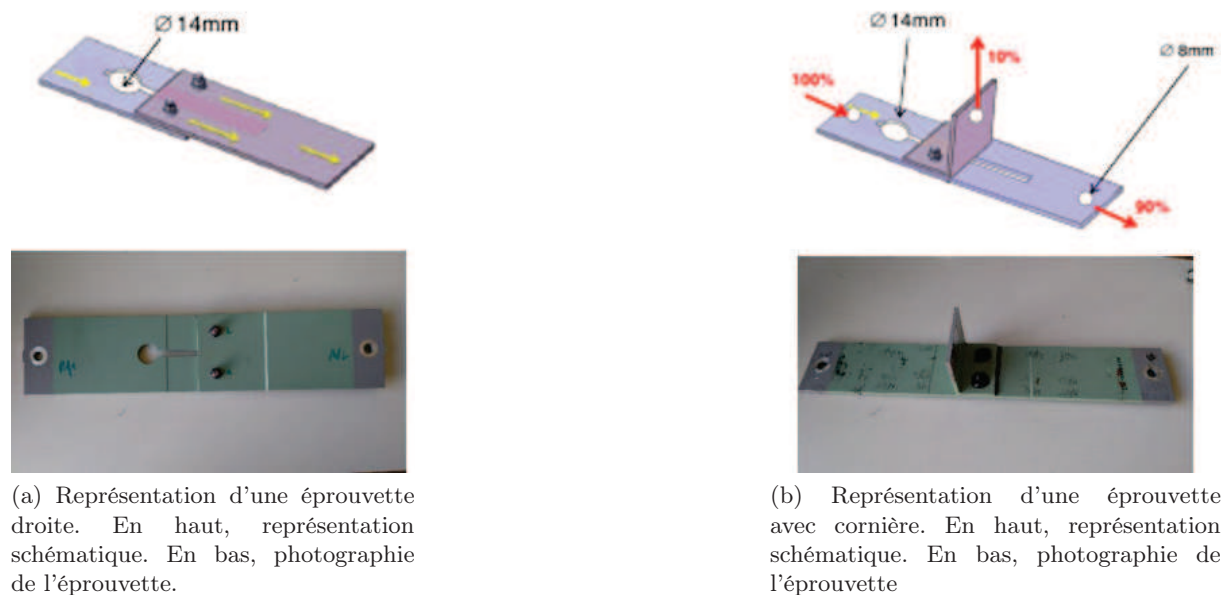 Ø 14mm
Ø 14mm
Ø 8mm
10%
100%
90%
(a) Représentation d'une éprouvette
droite. En haut, représentation
schématique. En bas, photographie
de l'éprouvette.
(b) Représentation d'une éprouvette
avec cornière. En haut, représentation
schématique. En bas, photographie de
l'éprouvette